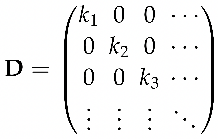 D = 
k₁ 0 0 ⋯
0 k₂ 0 ⋯
0 0 k₃ ⋯
⋮ ⋮ ⋮ ⋱